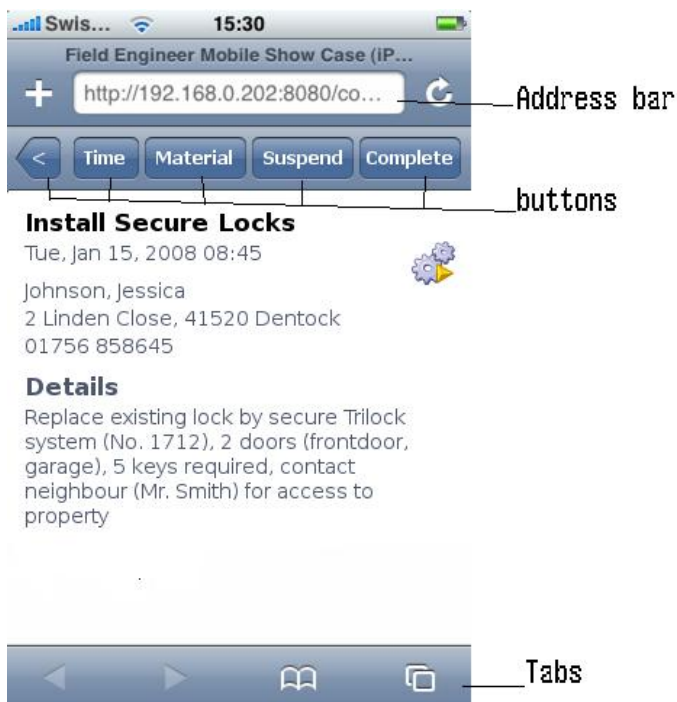 Swis... 15:30
Field Engineer Mobile Show Case (iP...
http://192.168.0.202:8080/co...
Address bar
< Time Material Suspend Complete
buttons
Install Secure Locks
Tue, Jan 15, 2008 08:45
Johnson, Jessica
2 Linden Close, 41520 Dentock
01756 858645
Details
Replace existing lock by secure Trilock
system (No. 1712), 2 doors (frontdoor,
garage), 5 keys required, contact
neighbour (Mr. Smith) for access to
property
Tabs